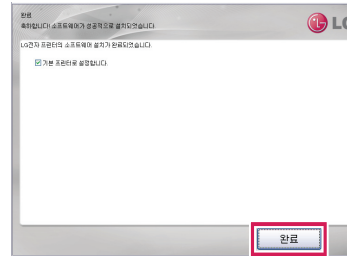 완료
축하합니다! 소프트웨어가 성공적으로 설치되었습니다.
LG전자 프린터의 소프트웨어 설치가 완료되었습니다.
기본 프린터로 설정합니다.
LG
완료